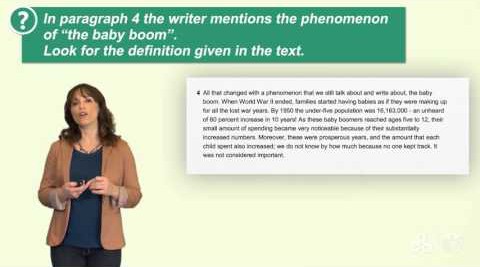 ? In paragraph 4 the writer mentions the phenomenon
of “the baby boom”.
Look for the definition given in the text.
4 All that changed with a phenomenon that we still talk about and write about, the baby
boom. When World War II ended, families started having babies as if they were making up
for all the lost war years. By 1950 the under-five population was 16,163,000 - an unheard
of 60 percent increase in 10 years! As these baby boomers reached ages five to 12, their
small amount of spending became very noticeable because of their substantially
increased numbers. Moreover, these were prosperous years, and the amount that each
child spent also increased; we do not know by how much because no one kept track. It
was not considered important.